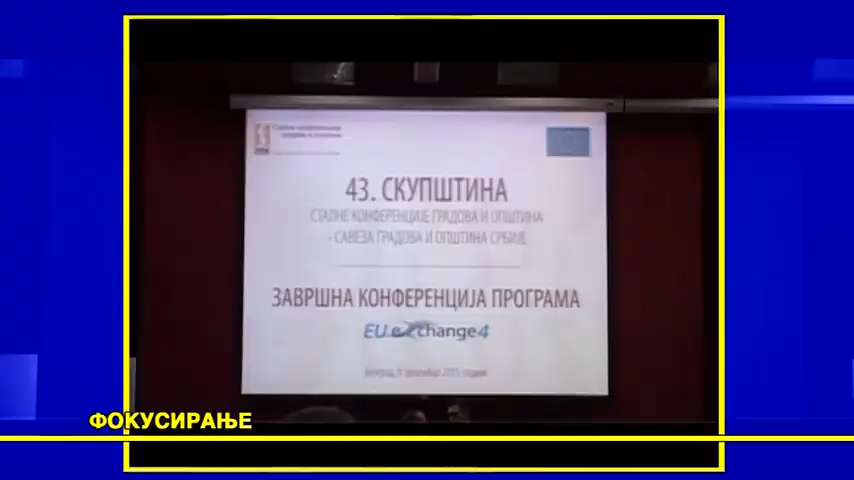 43. СКУПШТИНА
СТАЛНЕ КОНФЕРЕНЦИЈЕ ГРАДОВА И ОПШТИНА
- САВЕЗА ГРАДОВА И ОПШТИНА СРБИЈЕ
ЗАВРШНА КОНФЕРЕНЦИЈА ПРОГРАМА
EU exchange4
ФОКУСИРАЊЕ